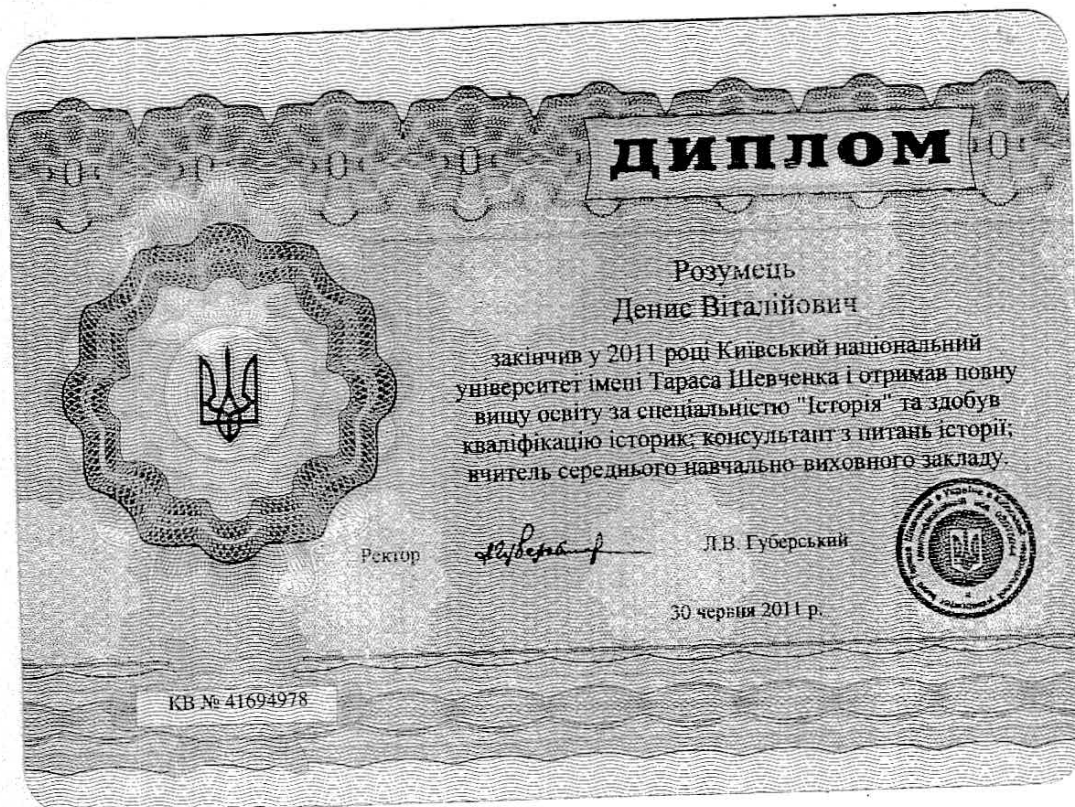 ДИПЛОМ
Розумець
Денис Віталійович
закінчив у 2011 році Київський національний
університет імені Тараса Шевченка і отримав повну
вищу освіту за спеціальністю "Історія" та здобув
кваліфікацію історик; консультант з питань історії;
вчитель середнього навчально-виховного закладу.
Ректор
Л.В. Губерський
30 червня 2011 р.
КВ № 41694978